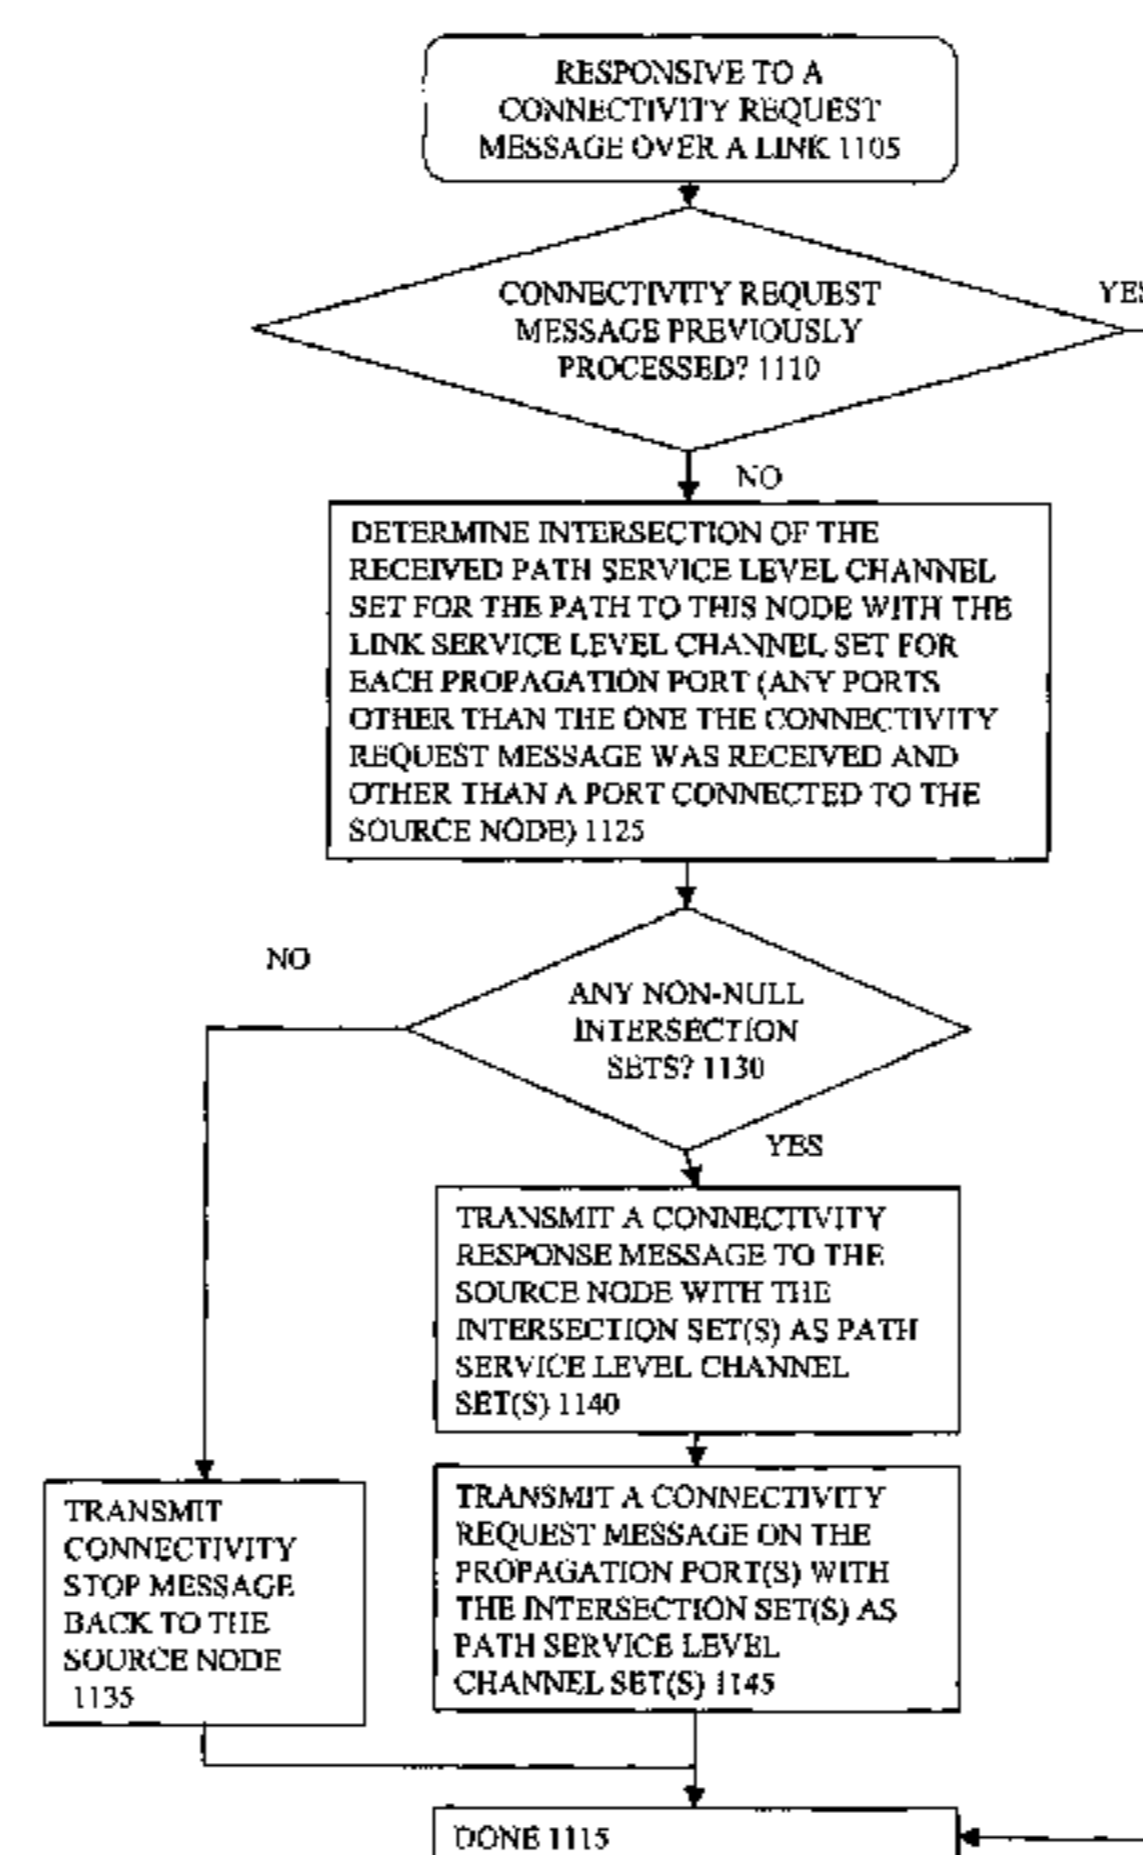 RESPONSIVE TO A
CONNECTIVITY REQUEST
MESSAGE OVER A LINK 1105
CONNECTIVITY REQUEST
MESSAGE PREVIOUSLY
PROCESSED? 1110
YES
NO
DETERMINE INTERSECTION OF THE
RECEIVED PATH SERVICE LEVEL CHANNEL
SET FOR THE PATH TO THIS NODE WITH THE
LINK SERVICE LEVEL CHANNEL SET FOR
EACH PROPAGATION PORT (ANY PORTS
OTHER THAN THE ONE THE CONNECTIVITY
REQUEST MESSAGE WAS RECEIVED AND
OTHER THAN A PORT CONNECTED TO THE
SOURCE NODE) 1125
NO
ANY NON-NULL
INTERSECTION
SETS? 1130
YES
TRANSMIT A CONNECTIVITY
RESPONSE MESSAGE TO THE
SOURCE NODE WITH THE
INTERSECTION SET(S) AS PATH
SERVICE LEVEL CHANNEL
SET(S) 1140
TRANSMIT
CONNECTIVITY
STOP MESSAGE
BACK TO THE
SOURCE NODE
1135
TRANSMIT A CONNECTIVITY
REQUEST MESSAGE ON THE
PROPAGATION PORT(S) WITH
THE INTERSECTION SET(S) AS
PATH SERVICE LEVEL
CHANNEL SET(S) 1145
DONE 1115